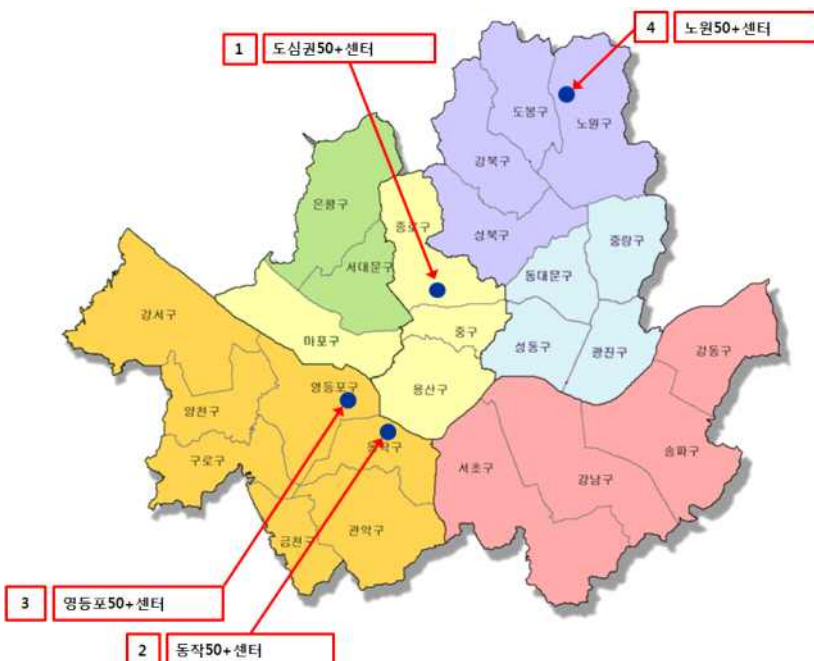 4 노원50+센터
1 도심권50+센터
도봉구
노원구
강북구
은평구
종로구
성북구
중랑구
서대문구
동대문구
강서구
마포구
중구
성동구
광진구
강동구
영등포구
용산구
양천구
동작구
송파구
구로구
서초구
강남구
관악구
금천구
3 영등포50+센터
2 동작50+센터